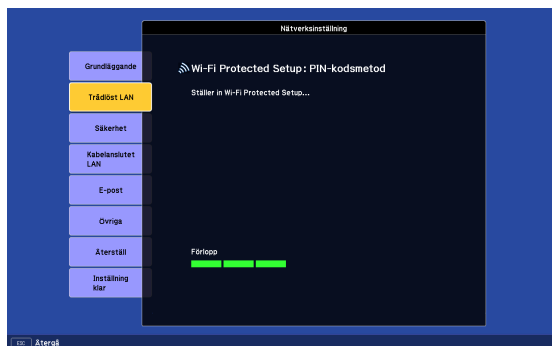 Nätverksinställning
Grundläggande
Trådlöst LAN
Säkerhet
Kabelanslutet
LAN
E-post
Övriga
Återställ
Inställning
klar
Wi-Fi Protected Setup: PIN-kodsmetod
Ställer in Wi-Fi Protected Setup...
Förlopp
ESC Återgå